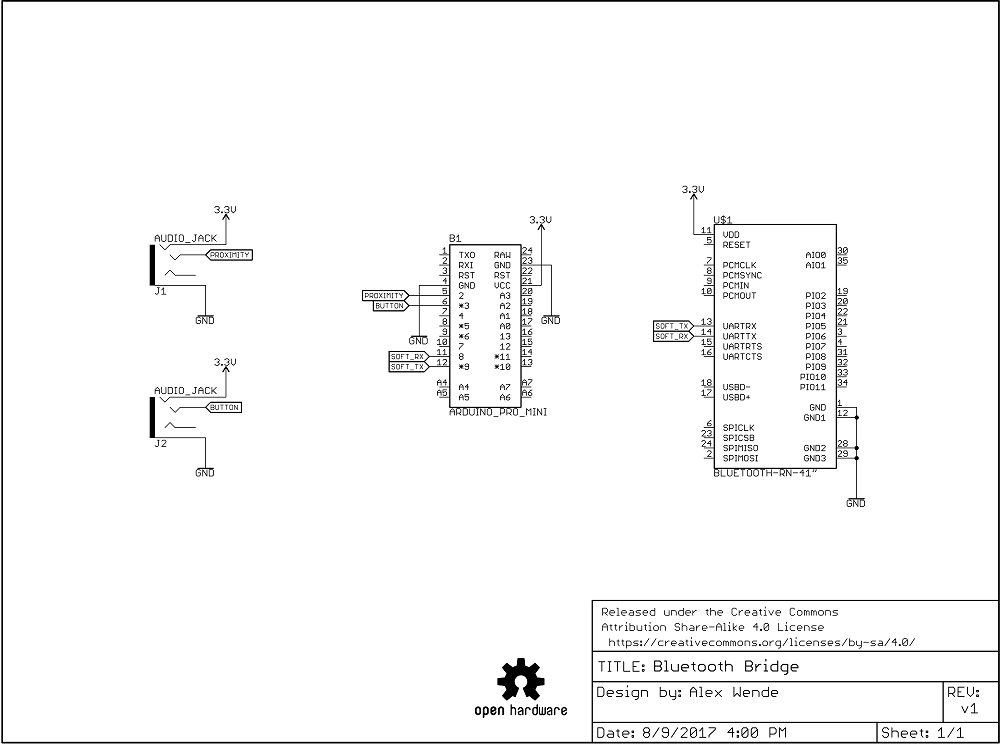 3.3V
AUDIO_JACK
PROXIMITY
J1
GND
3.3V
AUDIO_JACK
BUTTON
J2
GND
3.3V
B1
1 TXO RAW 24
2 RXI GND 23
3 RST RST 22
4 GND VCC 21
PROXIMITY 5 2 A3 20
BUTTON 6 *3 A2 19
7 4 A1 18
8 *5 A0 17
9 *6 13 16
10 7 12 15
SOFT_RX 11 8 *11 14
SOFT_TX 12 *9 *10 13
A4 A4 A7 A7
A5 A5 A6 A6
GND
GND
ARDUINO_PRO_MINI
3.3V
U$1
11 VDD
5 RESET
AIO0 30
7 PCMCLK AIO1 35
8 PCMSYNC
9 PCMIN
10 PCMOUT PIO2 19
PIO3 20
PIO4 22
SOFT_TX 13 UARTRX PIO5 21
SOFT_RX 14 UARTTX PIO6 3
15 UARTRTS PIO7 4
16 UARTCTS PIO8 31
PIO9 32
PIO10 33
18 USBD- PIO11 34
17 USBD+
GND 1
GND1 12
6 SPICLK
23 SPICSB
24 SPIMISO GND2 28
2 SPIMOSI GND3 29
BLUETOOTH-RN-41"
GND
Released under the Creative Commons
Attribution Share-Alike 4.0 License
https://creativecommons.org/licenses/by-sa/4.0/
TITLE: Bluetooth Bridge
Design by: Alex Wende
REV:
v1
Date: 8/9/2017 4:00 PM
Sheet: 1/1
open hardware